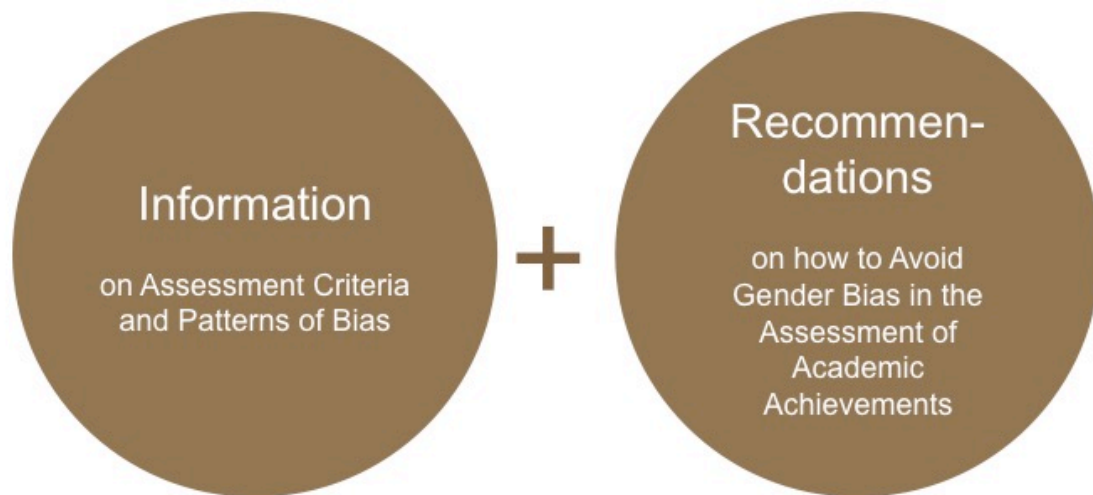 Information
on Assessment Criteria
and Patterns of Bias
+
Recommen-
dations
on how to Avoid
Gender Bias in the
Assessment of
Academic
Achievements